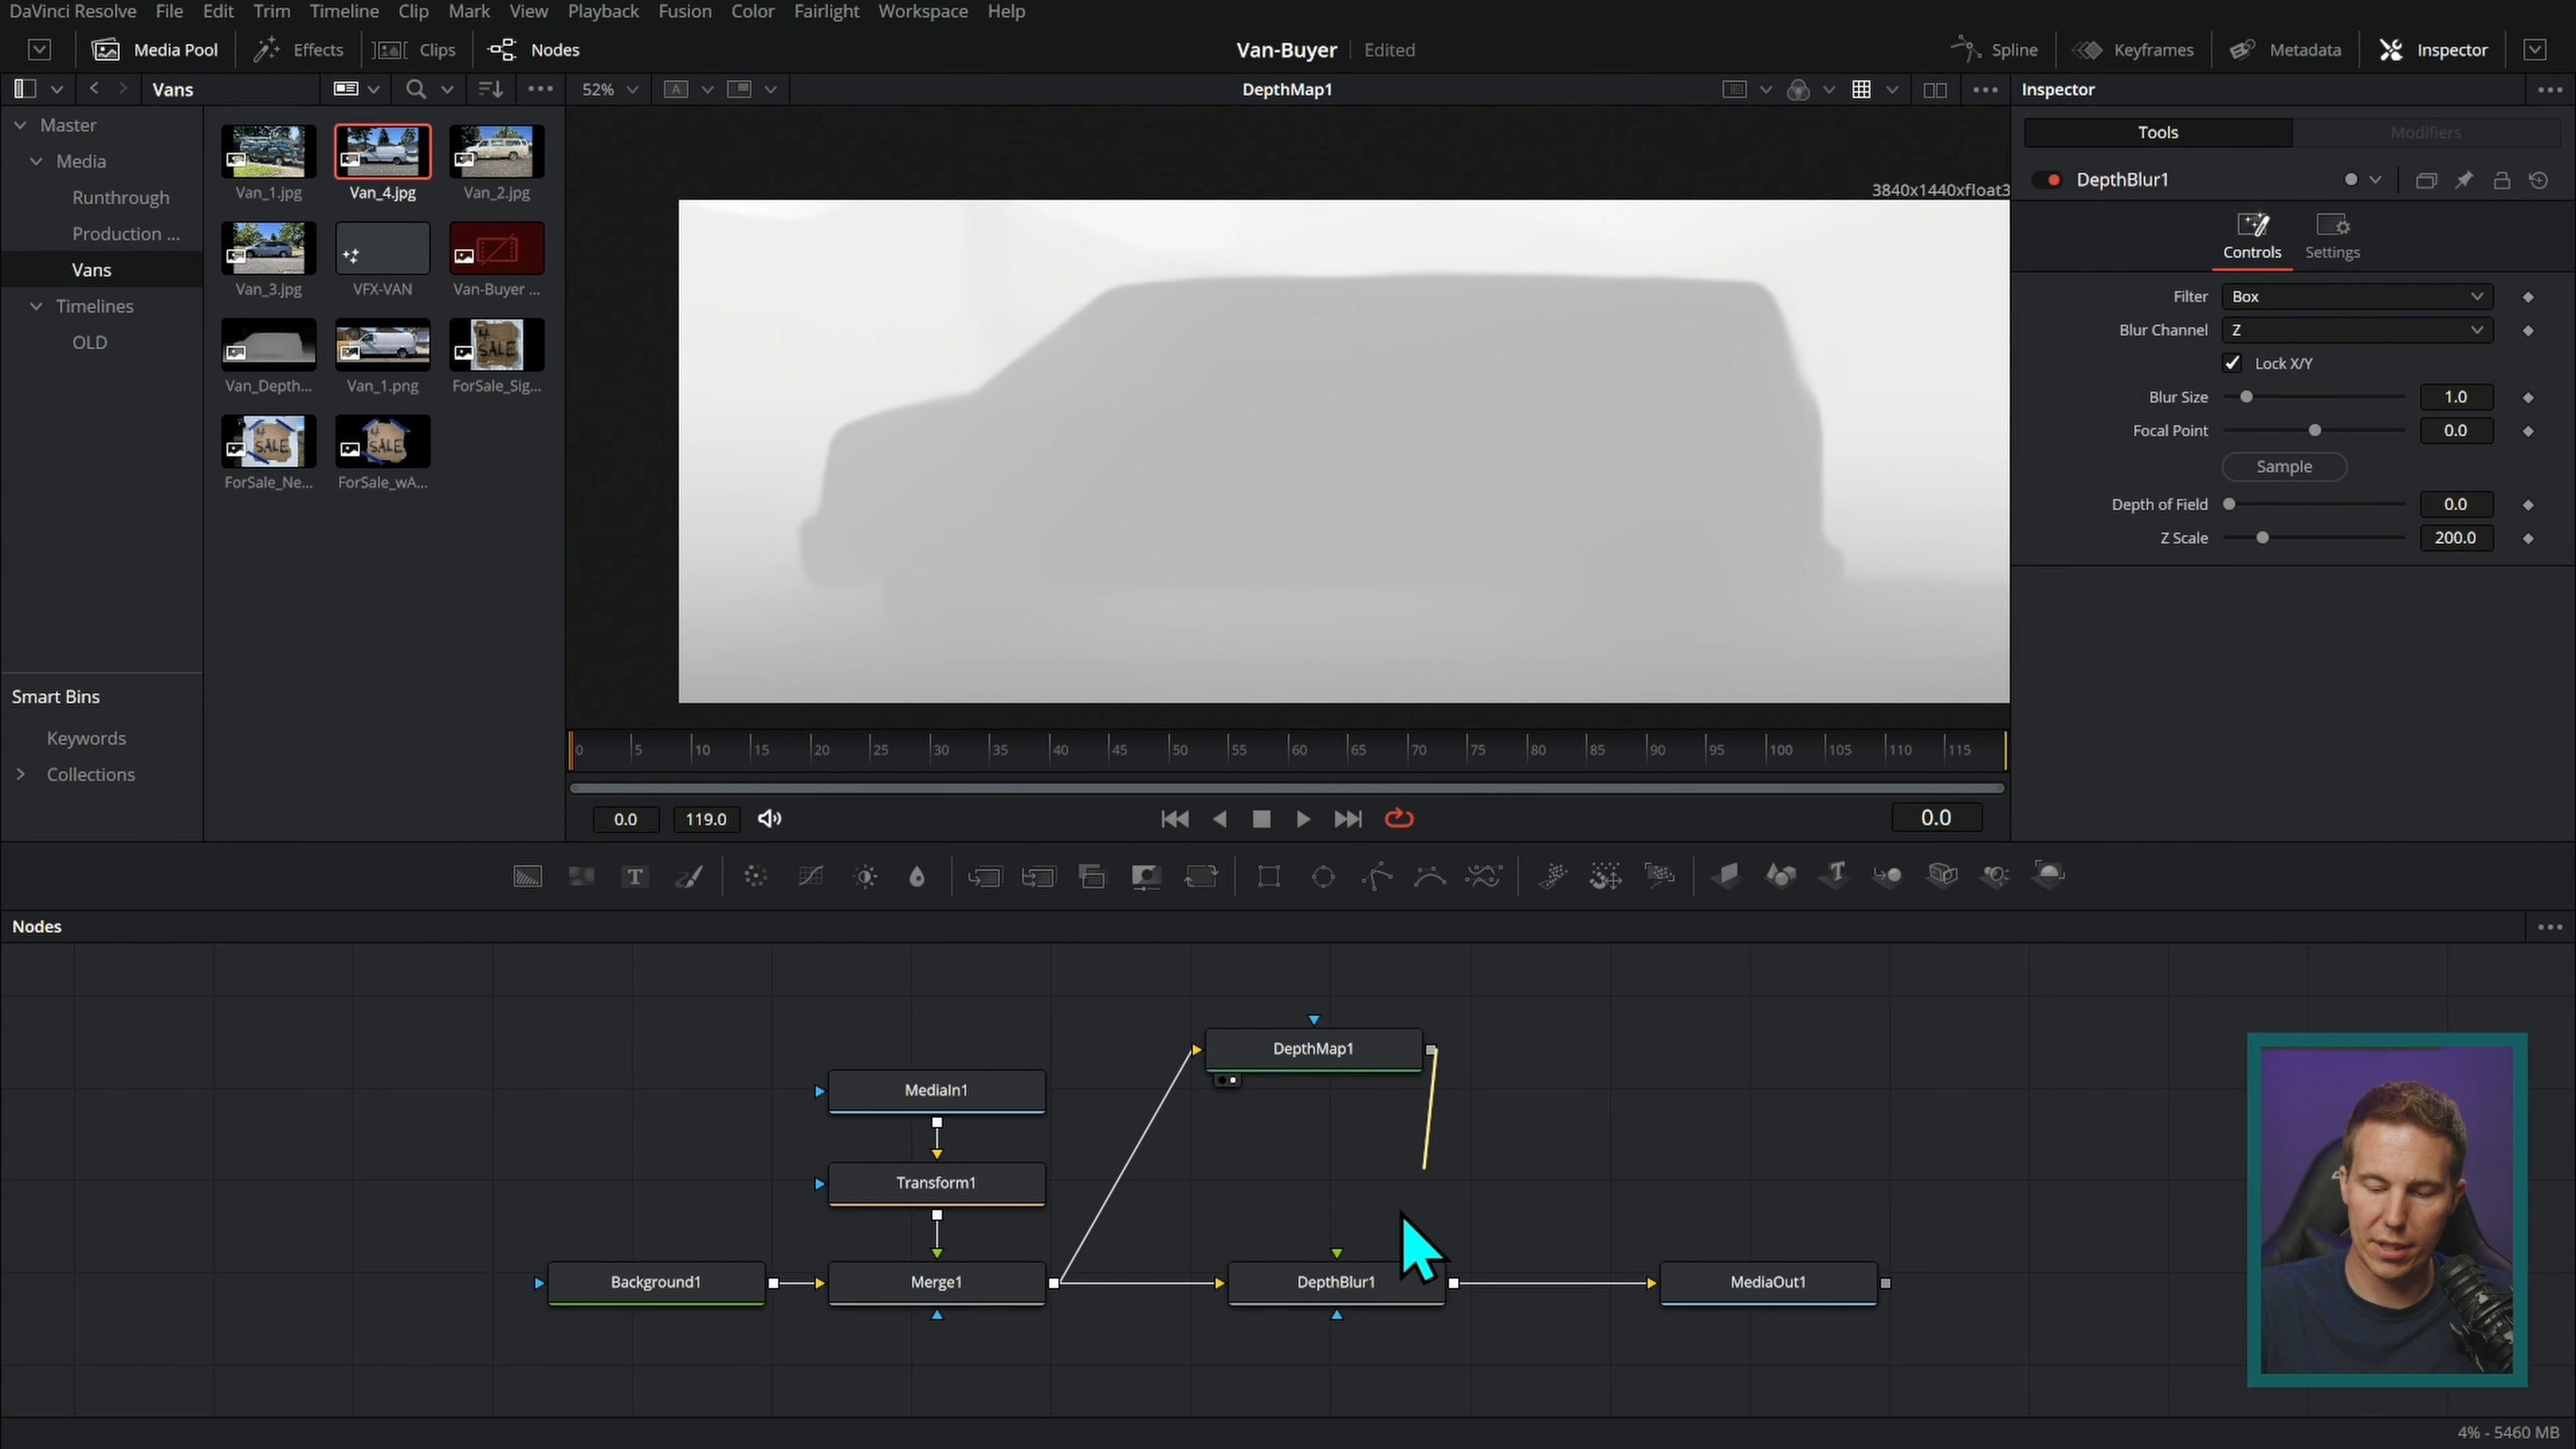 DaVinci Resolve File Edit Trim Timeline Clip Mark View Playback Fusion Color Fairlight Workspace Help
Media Pool Effects Clips Nodes Van-Buyer Edited Spline Keyframes Metadata Inspector
Vans 52% A DepthMap1 Inspector
Master
Media
Runthrough
Production ...
Vans
Timelines
OLD
Van_1.jpg Van_4.jpg Van_2.jpg
Van_3.jpg VFX-VAN Van-Buyer ...
4 SALE
Van_Depth... Van_1.png ForSale_Sig...
4 SALE 4 SALE
ForSale_Ne... ForSale_wA...
Smart Bins
Keywords
Collections
3840x1440xfloat3
Tools Modifiers
DepthBlur1
Controls Settings
Filter Box
Blur Channel Z
Lock X/Y
Blur Size 1.0
Focal Point 0.0
Sample
Depth of Field 0.0
Z Scale 200.0
0 5 10 15 20 25 30 35 40 45 50 55 60 65 70 75 80 85 90 95 100 105 110 115
0.0 119.0 0.0
T T
Nodes
DepthMap1
MediaIn1
Transform1
Background1 Merge1 DepthBlur1 MediaOut1
4% - 5460 MB